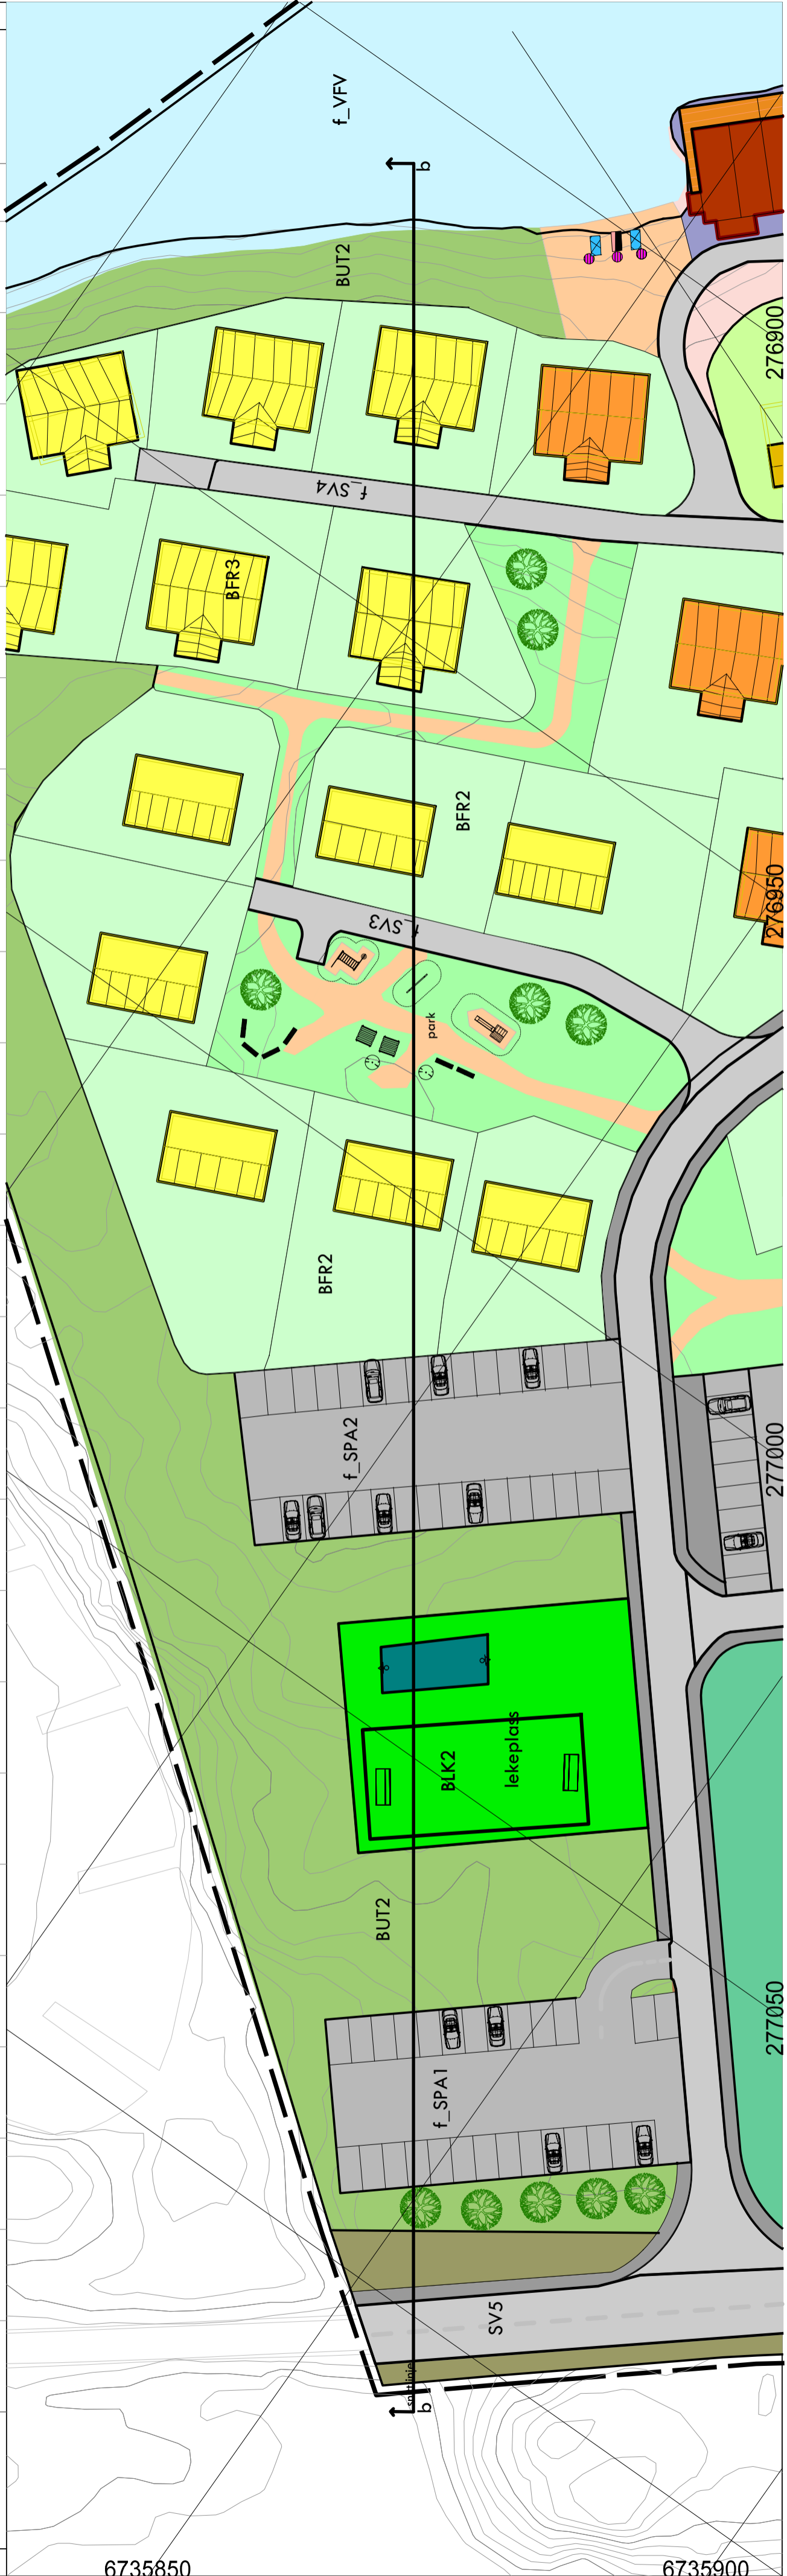 f_VFV
b
BUT2
276900
f_SV4
BFR3
BFR2
276950
f_SV3
park
BFR2
f_SPA2
277000
BLK2
lekeplass
BUT2
277050
f_SPA1
SV5
snittlinje
b
6735850
6735900